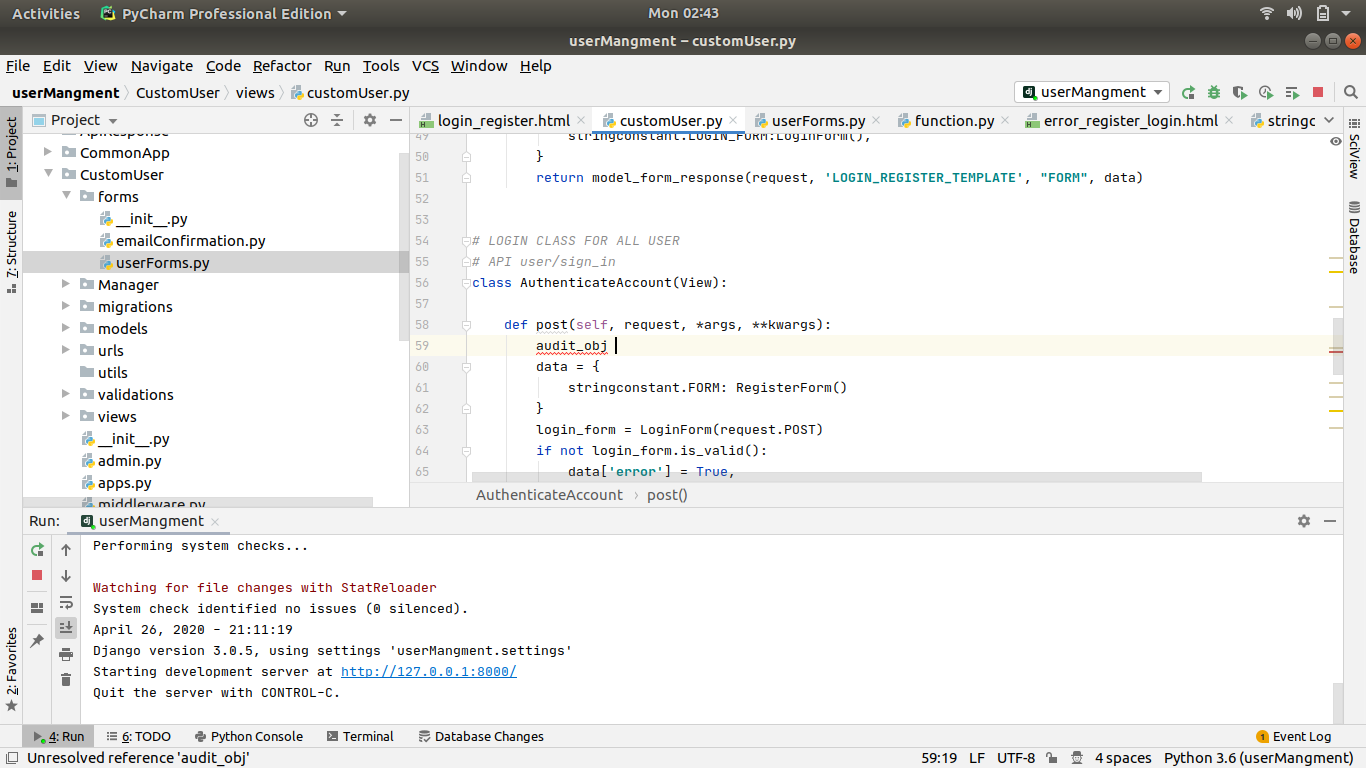 Activities PyCharm Professional Edition Mon 02:43
userMangment – customUser.py
File Edit View Navigate Code Refactor Run Tools VCS Window Help
userMangment CustomUser views customUser.py userMangment
Project login_register.html customUser.py userForms.py function.py error_register_login.html stringc
ApiResponse
CommonApp
CustomUser
forms
__init__.py
emailConfirmation.py
userForms.py
Manager
migrations
models
urls
utils
validations
views
__init__.py
admin.py
apps.py
middlerware.py
1: Project
7: Structure
2: Favorites
49 stringconstant.LOGIN_FORM:LoginForm(),
50 }
51 return model_form_response(request, 'LOGIN_REGISTER_TEMPLATE', "FORM", data)
52
53
54 # LOGIN CLASS FOR ALL USER
55 # API user/sign_in
56 class AuthenticateAccount(View):
57
58 def post(self, request, *args, **kwargs):
59 audit_obj
60 data = {
61 stringconstant.FORM: RegisterForm()
62 }
63 login_form = LoginForm(request.POST)
64 if not login_form.is_valid():
65 data['error'] = True,
AuthenticateAccount › post()
SciView
Database
Run: userMangment
Performing system checks...
Watching for file changes with StatReloader
System check identified no issues (0 silenced).
April 26, 2020 - 21:11:19
Django version 3.0.5, using settings 'userMangment.settings'
Starting development server at http://127.0.0.1:8000/
Quit the server with CONTROL-C.
4: Run 6: TODO Python Console Terminal Database Changes 1 Event Log
Unresolved reference 'audit_obj' 59:19 LF UTF-8 4 spaces Python 3.6 (userMangment)